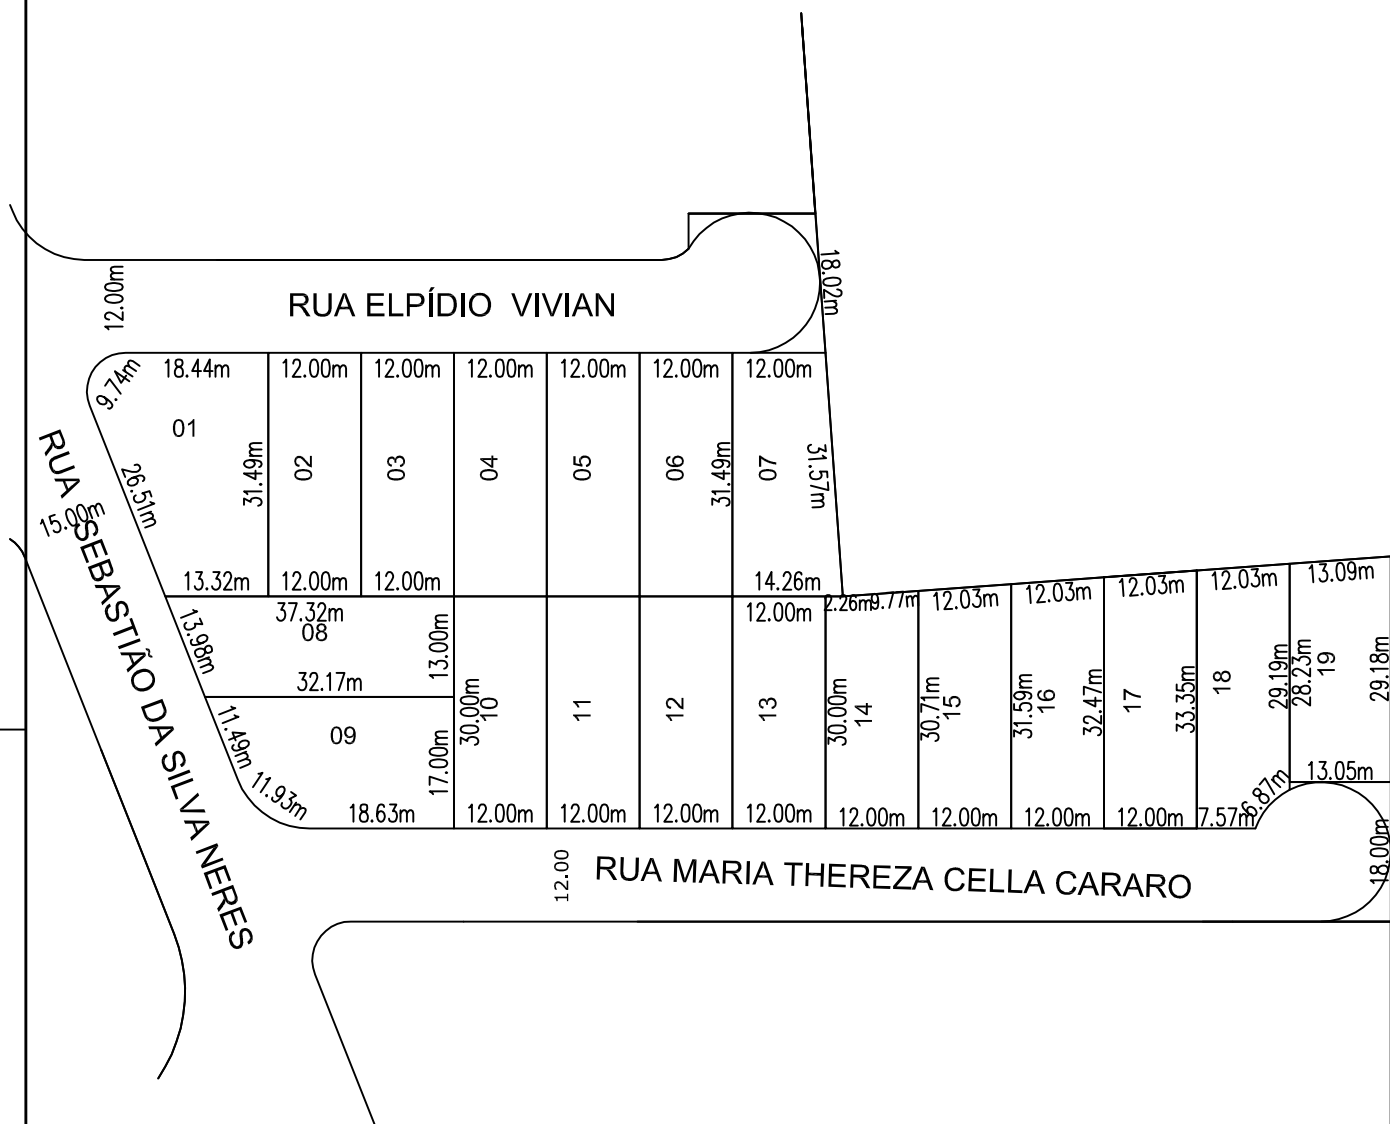 18.02m
12.00m
RUA ELPÍDIO VIVIAN
9.74m
18.44m
12.00m
12.00m
12.00m
12.00m
12.00m
12.00m
01
26.51m
31.49m
02
03
04
05
06
31.49m
07
31.57m
15.00m
RUA SEBASTIÃO DA SILVA NERES
13.32m
12.00m
12.00m
14.26m
37.32m
08
13.98m
13.00m
32.17m
12.00m
2.26m
9.77m
12.03m
12.03m
12.03m
12.03m
13.09m
11.49m
09
17.00m
11.93m
18.63m
30.00m
10
11
12
13
30.00m
14
30.71m
15
31.59m
16
32.47m
17
33.35m
18
29.19m
28.23m
19
29.18m
13.05m
12.00m
12.00m
12.00m
12.00m
12.00m
12.00m
12.00m
12.00m
7.57m
6.87m
18.00m
12.00
RUA MARIA THEREZA CELLA CARARO